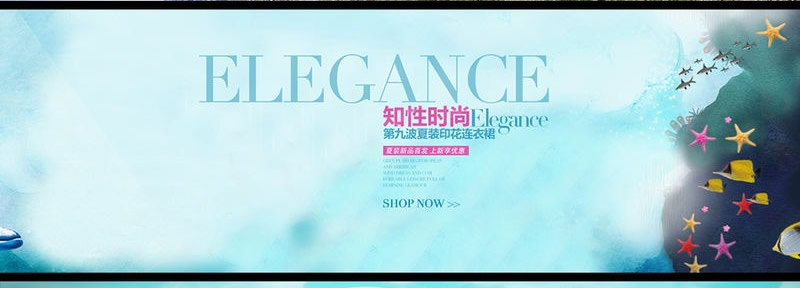 ELEGANCE
知性时尚Elegance
第九波夏装印花连衣裙
夏装新品首发 上新享优惠
SHOP NOW >>